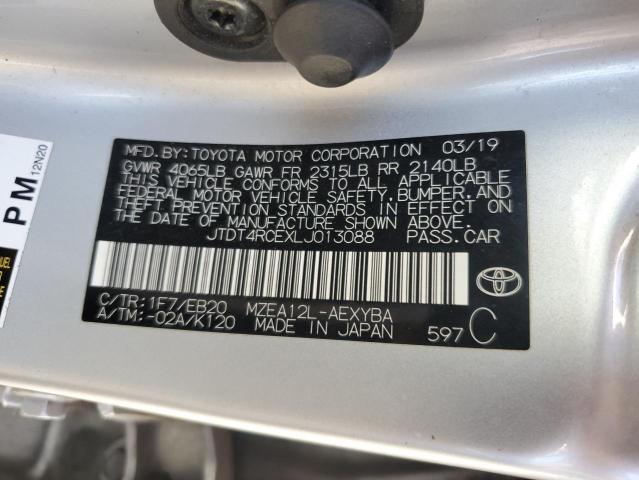 MFD.BY:TOYOTA MOTOR CORPORATION 03/19
GVWR 4065LB GAWR FR 2315LB RR 2140LB
THIS VEHICLE CONFORMS TO ALL APPLICABLE
FEDERAL MOTOR VEHICLE SAFETY,BUMPER,AND
THEFT PREVENTION STANDARDS IN EFFECT ON
THE DATE OF MANUFACTURE SHOWN ABOVE.
JTDT4RCEXLJ013088 PASS.CAR
C/TR:1F7/EB20 MZEA12L-AEXYBA
A/TM:-02A/K120 MADE IN JAPAN 597 C
TOYOTA
PM
12N20